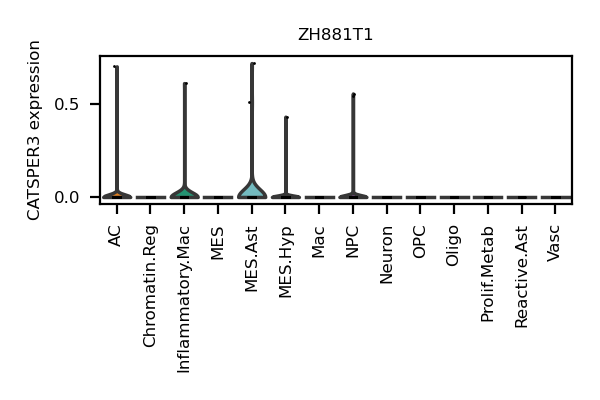 ZH881T1
CATSPER3 expression
0.5
0.0
AC
Chromatin.Reg
Inflammatory.Mac
MES
MES.Ast
MES.Hyp
Mac
NPC
Neuron
OPC
Oligo
Prolif.Metab
Reactive.Ast
Vasc